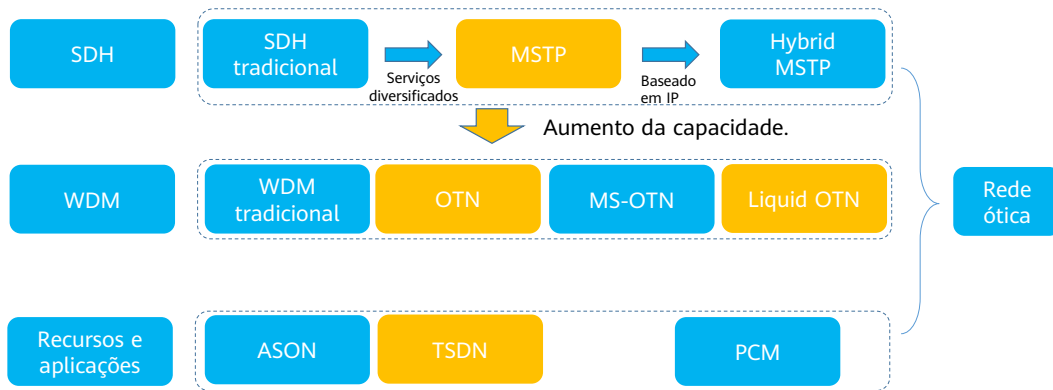 SDH
SDH
tradicional
Serviços
diversificados
MSTP
Baseado
em IP
Hybrid
MSTP
Aumento da capacidade.
WDM
WDM
tradicional
OTN
MS-OTN
Liquid OTN
Rede
ótica
Recursos e
aplicações
ASON
TSDN
PCM